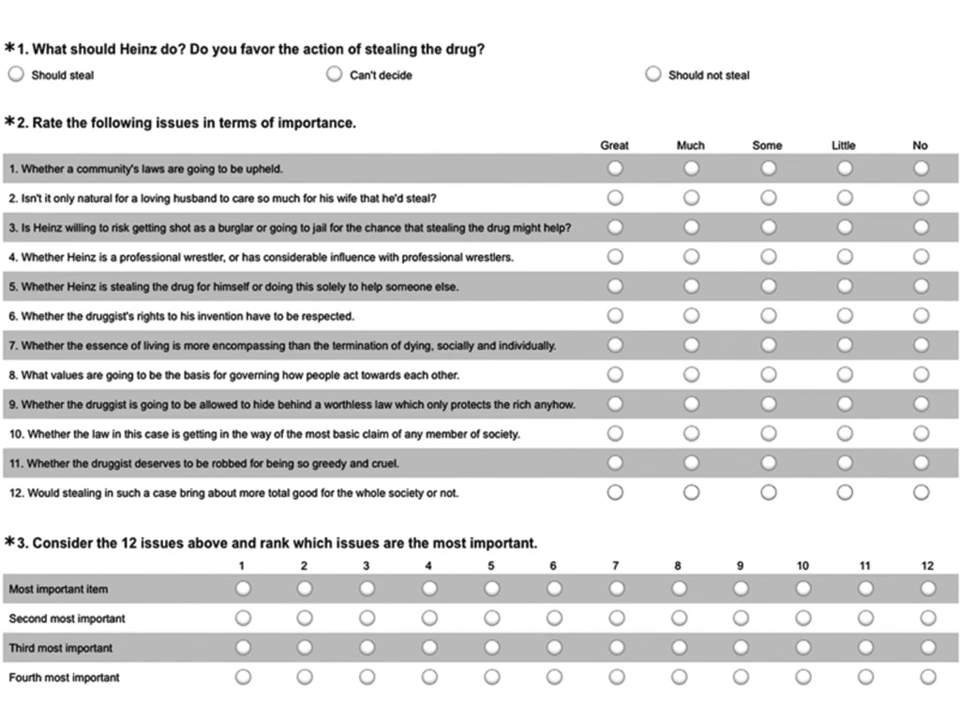 *1. What should Heinz do? Do you favor the action of stealing the drug?
Should steal Can't decide Should not steal
*2. Rate the following issues in terms of importance.
Great Much Some Little No
1. Whether a community's laws are going to be upheld.
2. Isn't it only natural for a loving husband to care so much for his wife that he'd steal?
3. Is Heinz willing to risk getting shot as a burglar or going to jail for the chance that stealing the drug might help?
4. Whether Heinz is a professional wrestler, or has considerable influence with professional wrestlers.
5. Whether Heinz is stealing the drug for himself or doing this solely to help someone else.
6. Whether the druggist's rights to his invention have to be respected.
7. Whether the essence of living is more encompassing than the termination of dying, socially and individually.
8. What values are going to be the basis for governing how people act towards each other.
9. Whether the druggist is going to be allowed to hide behind a worthless law which only protects the rich anyhow.
10. Whether the law in this case is getting in the way of the most basic claim of any member of society.
11. Whether the druggist deserves to be robbed for being so greedy and cruel.
12. Would stealing in such a case bring about more total good for the whole society or not.
*3. Consider the 12 issues above and rank which issues are the most important.
1 2 3 4 5 6 7 8 9 10 11 12
Most important item
Second most important
Third most important
Fourth most important